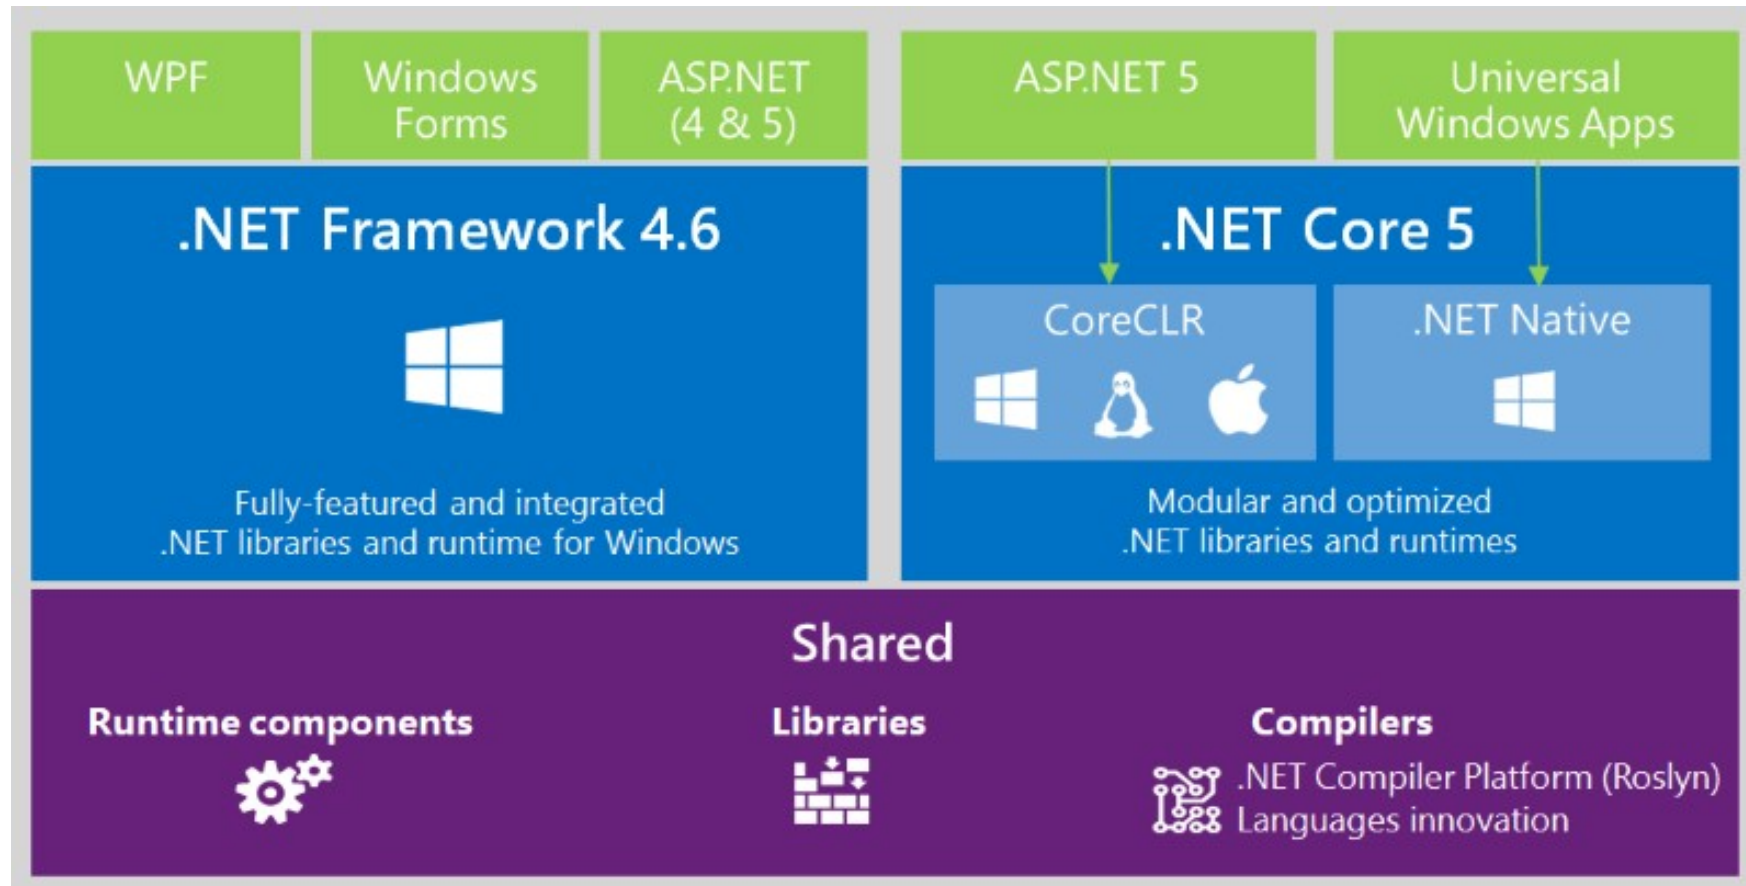 WPF
Windows
Forms
ASP.NET
(4 & 5)
ASP.NET 5
Universal
Windows Apps
.NET Framework 4.6
Fully-featured and integrated
.NET libraries and runtime for Windows
.NET Core 5
CoreCLR
.NET Native
Modular and optimized
.NET libraries and runtimes
Shared
Runtime components
Libraries
Compilers
.NET Compiler Platform (Roslyn)
Languages innovation